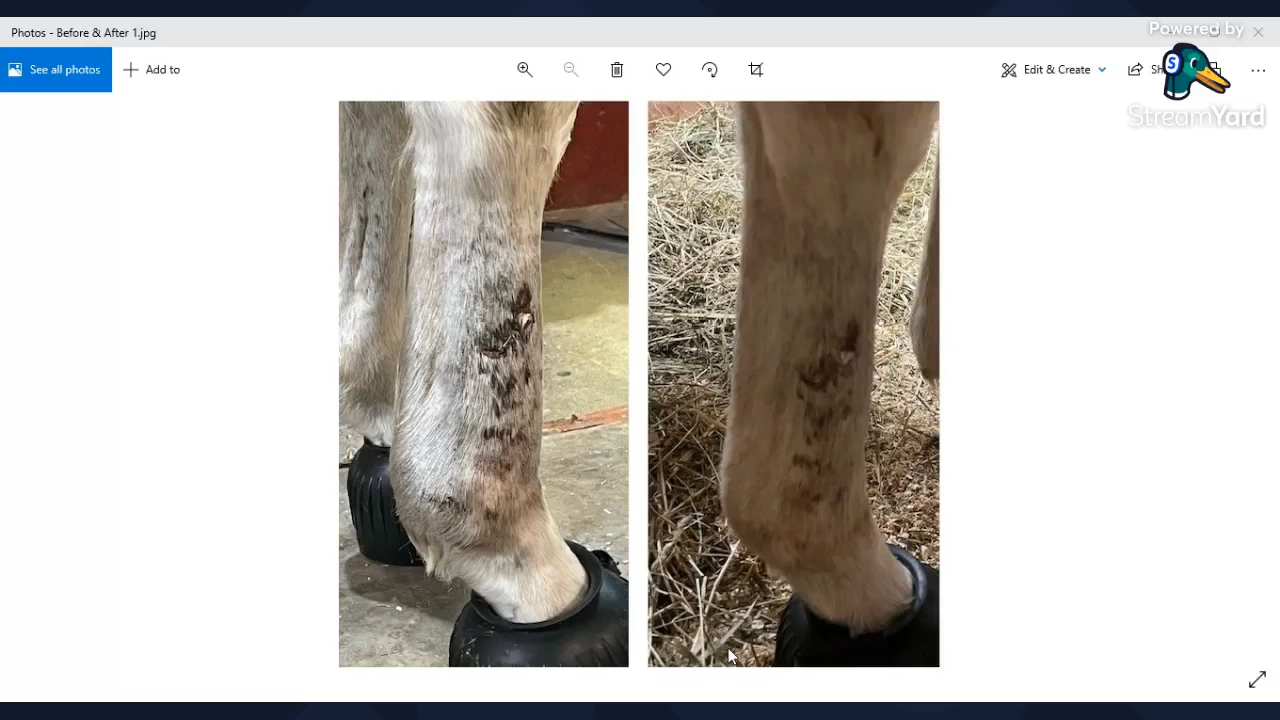 Photos - Before & After 1.jpg
Powered by
See all photos
Add to
Edit & Create
S
StreamYard